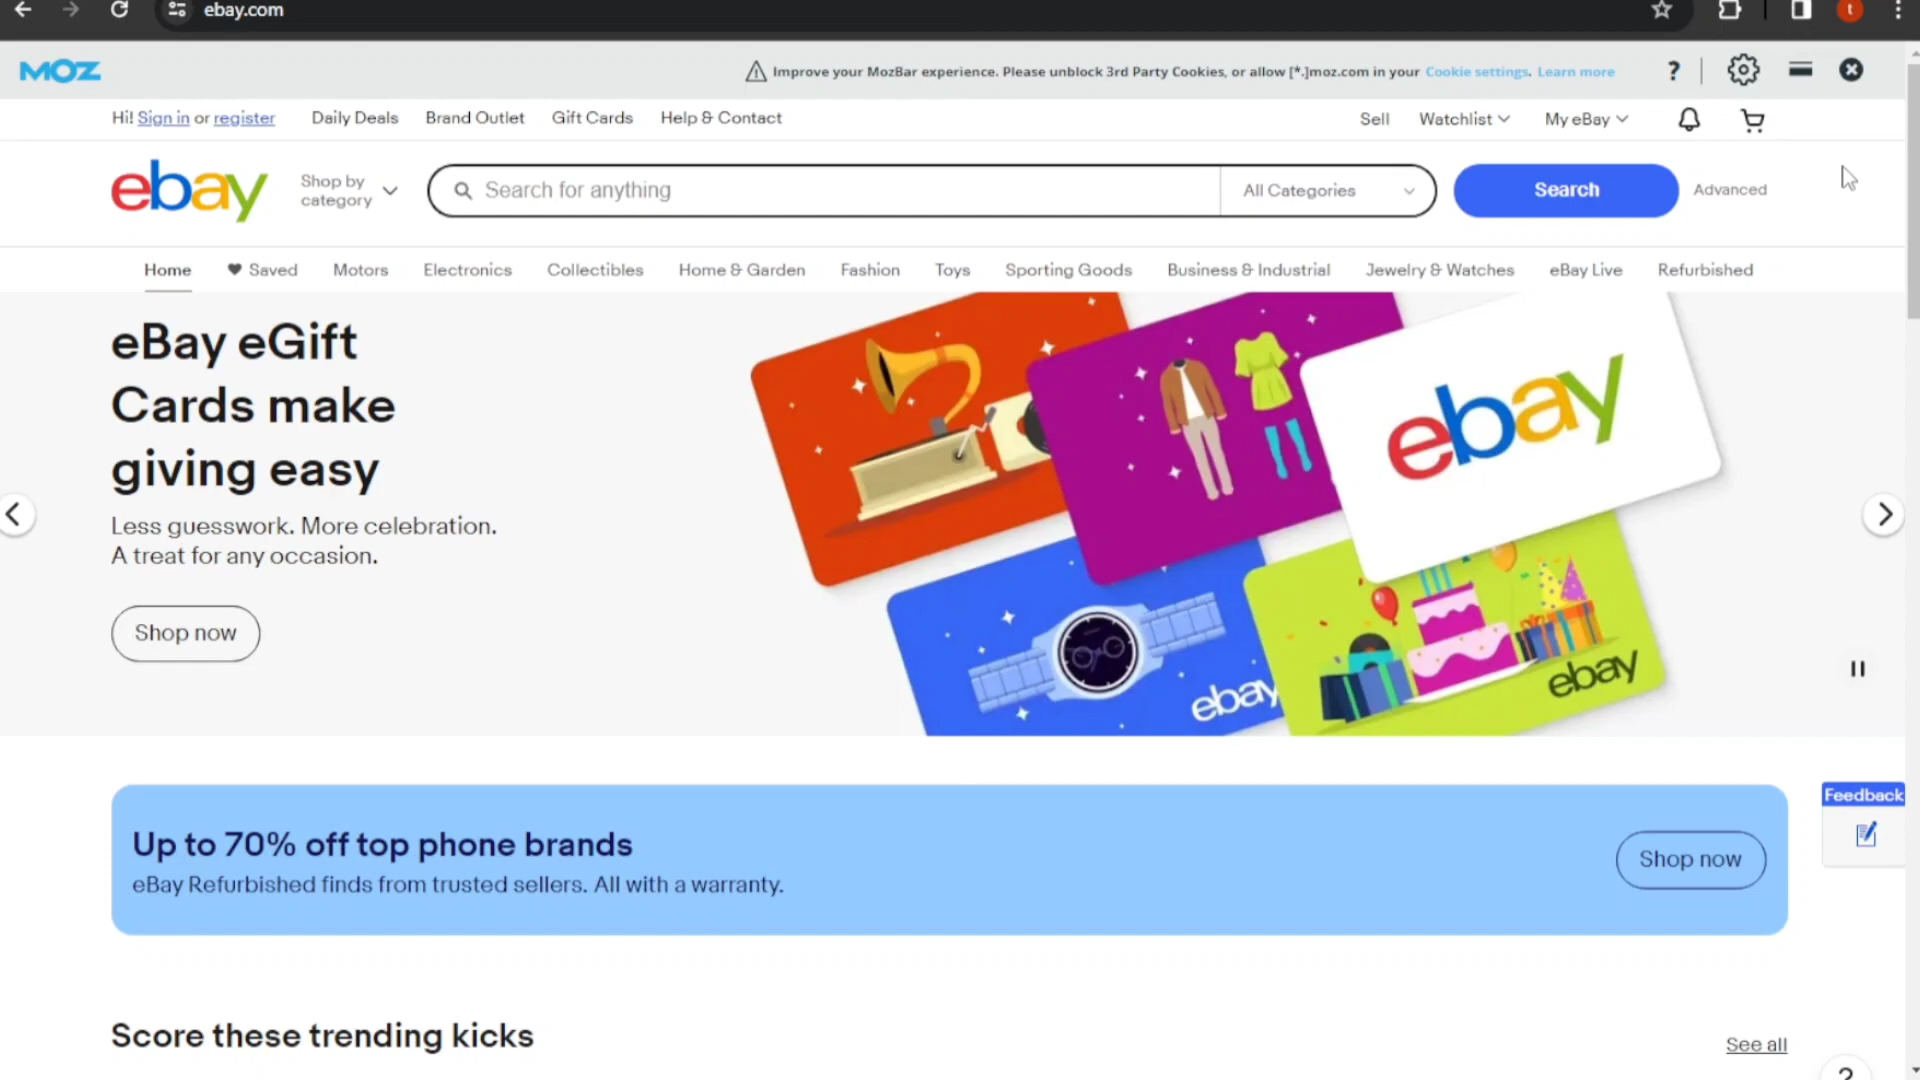 ebay.com
t
MOZ
Improve your MozBar experience. Please unblock 3rd Party Cookies, or allow [*.]moz.com in your Cookie settings. Learn more
?
Hi! Sign in or register
Daily Deals
Brand Outlet
Gift Cards
Help & Contact
Sell
Watchlist
My eBay
ebay
Shop by
category
Search for anything
All Categories
Search
Advanced
Home
Saved
Motors
Electronics
Collectibles
Home & Garden
Fashion
Toys
Sporting Goods
Business & Industrial
Jewelry & Watches
eBay Live
Refurbished
eBay eGift
Cards make
giving easy
Less guesswork. More celebration.
A treat for any occasion.
Shop now
ebay
ebay
ebay
Up to 70% off top phone brands
eBay Refurbished finds from trusted sellers. All with a warranty.
Shop now
Feedback
Score these trending kicks
See all
?